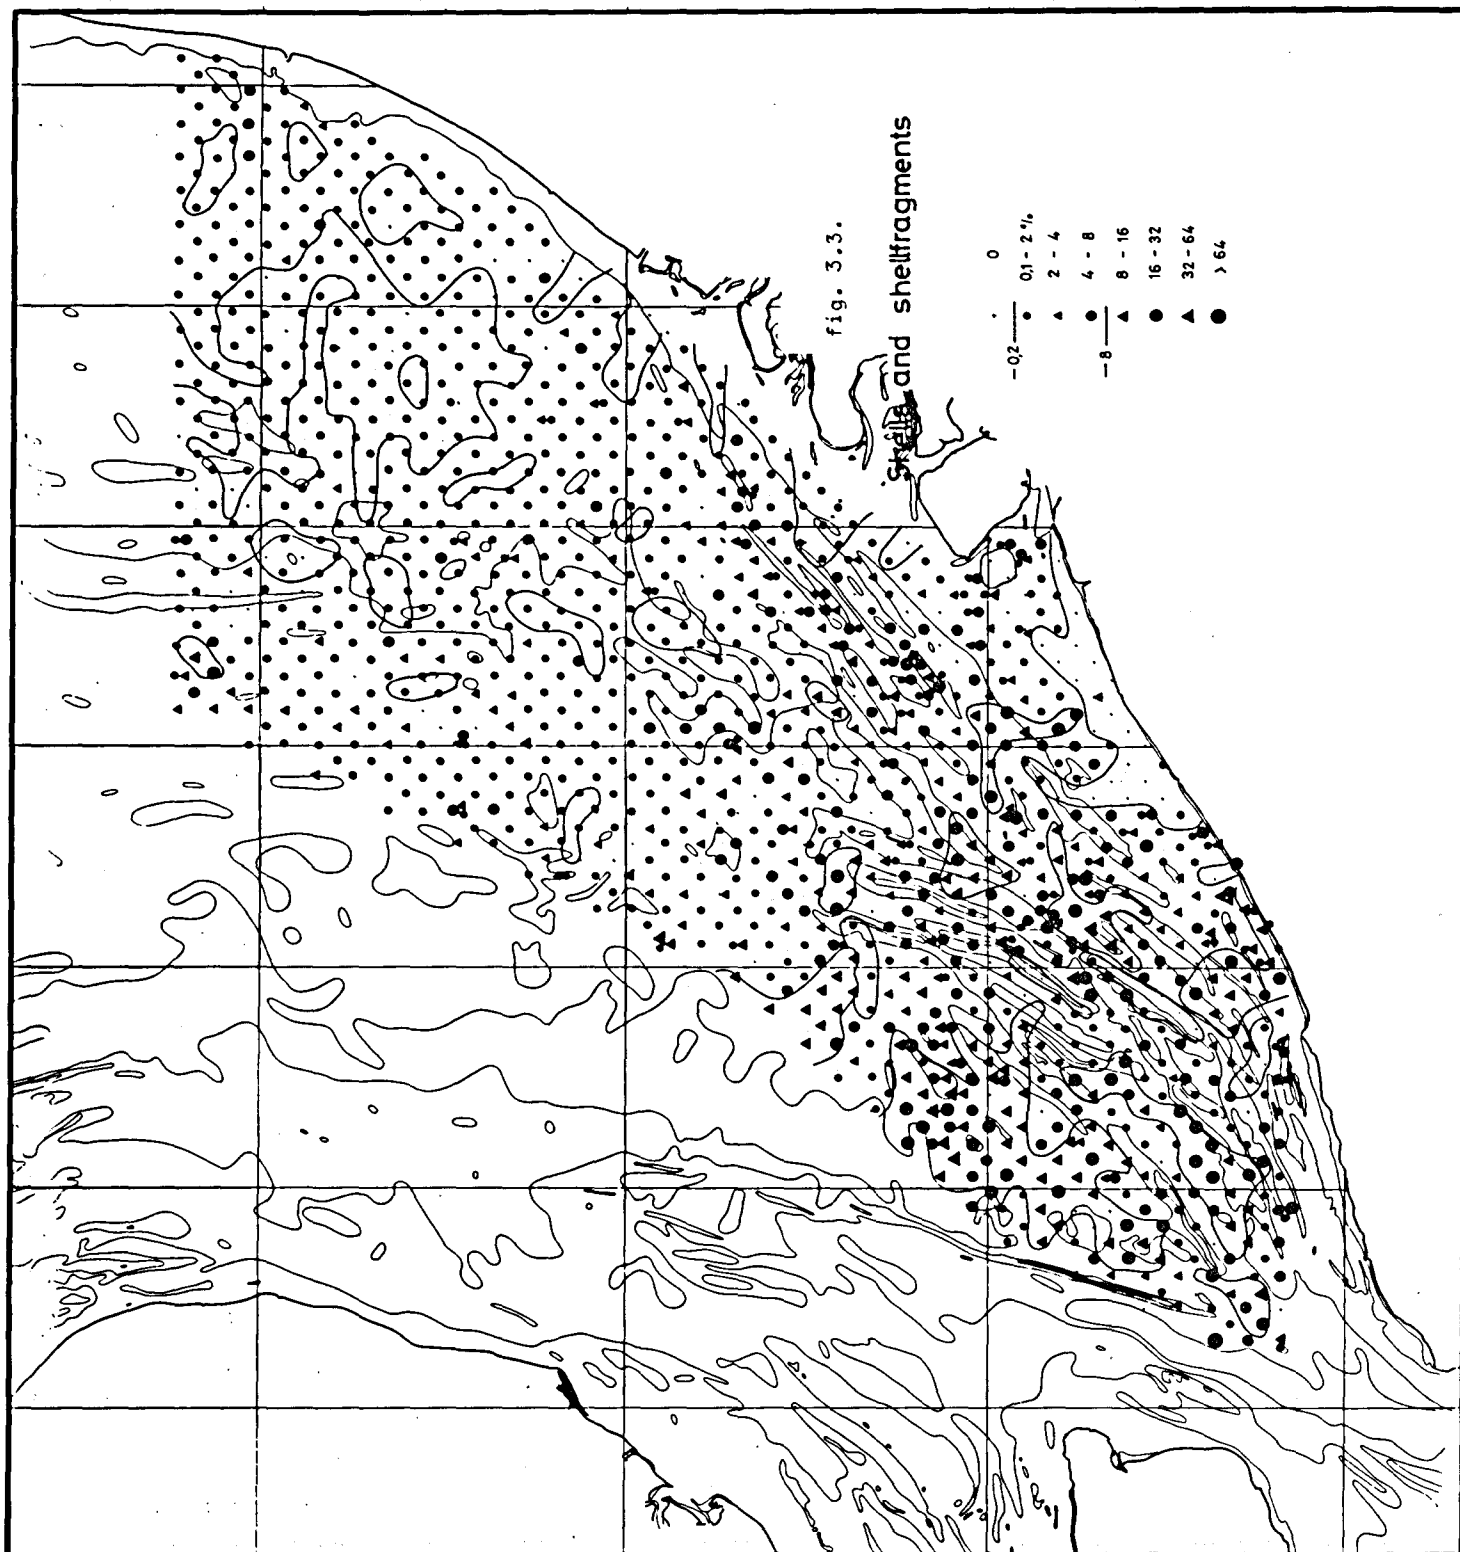 fig. 3.3.
Shells and shellfragments
0
-0,2
0,1 - 2 %
2 - 4
4 - 8
-8
8 - 16
16 - 32
32 - 64
> 64